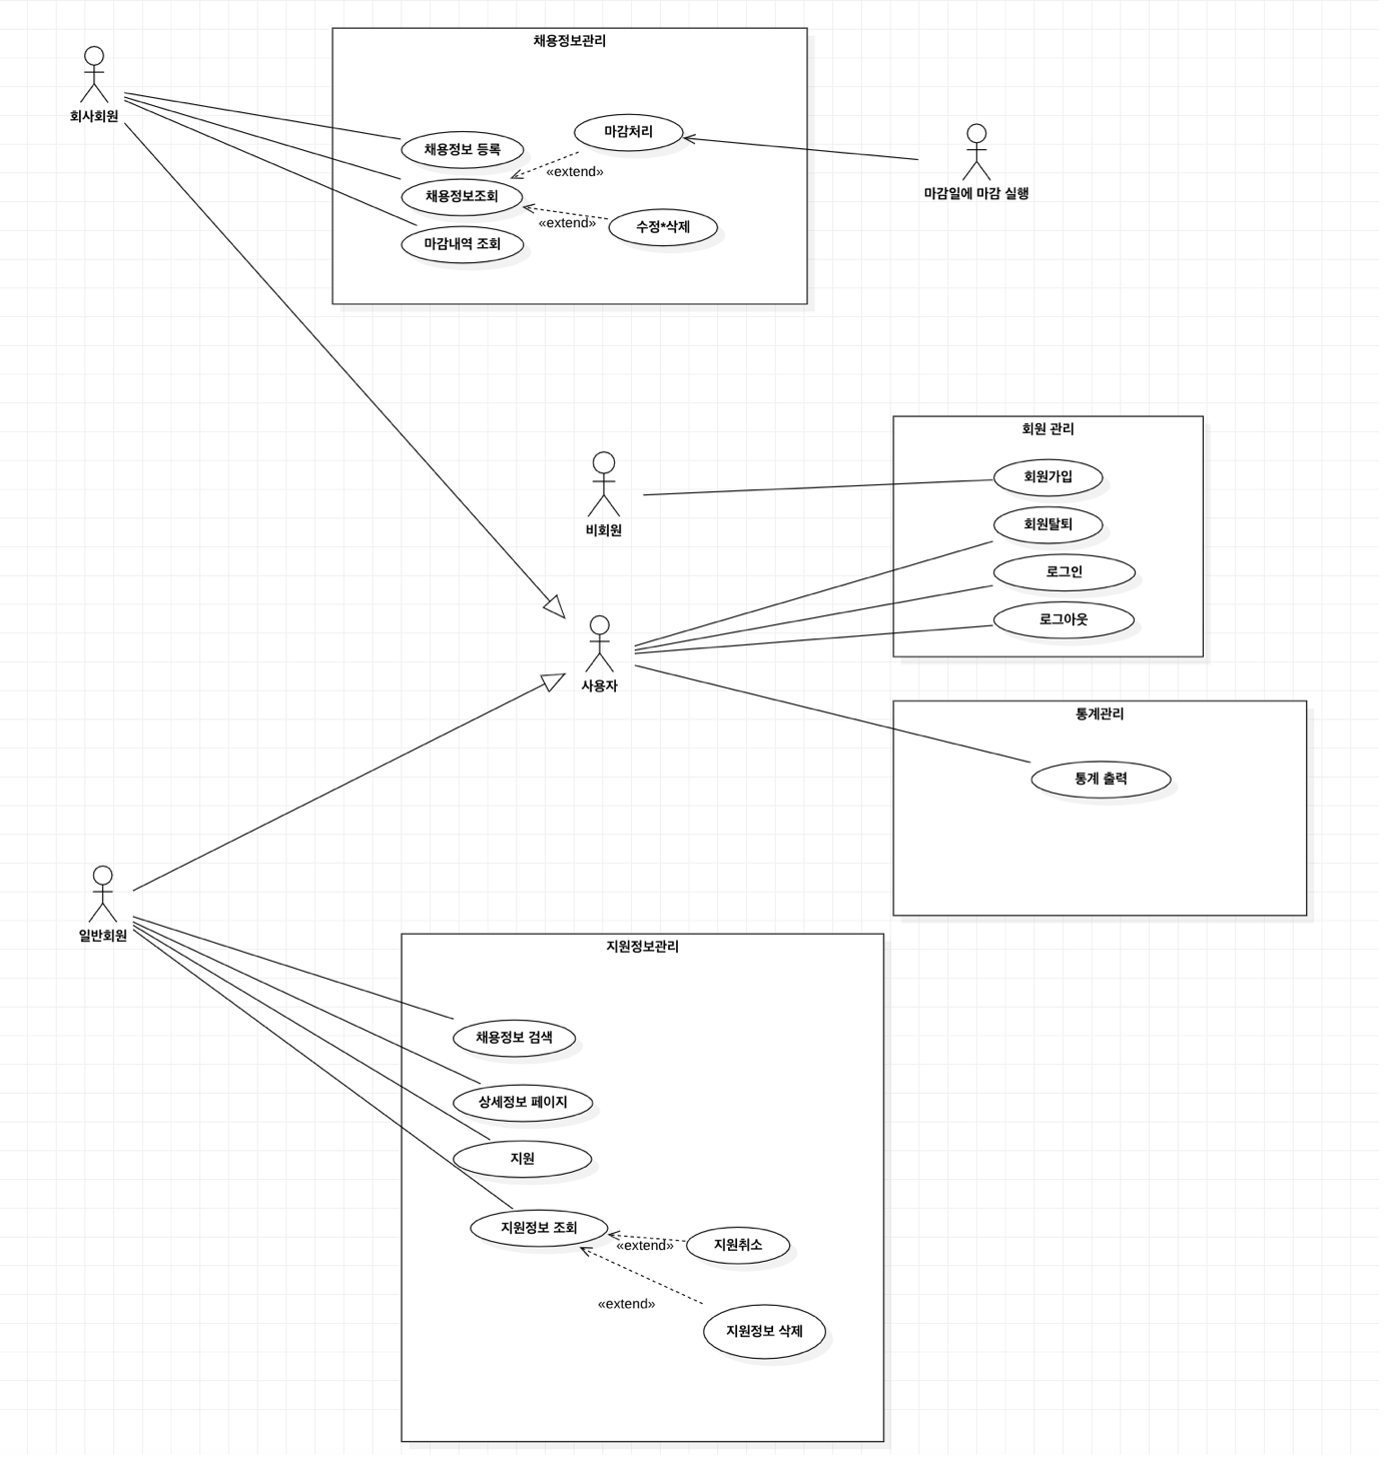 채용정보관리
회사회원
채용정보 등록
마감처리
«extend»
채용정보조회
마감일에 마감 실행
«extend»
수정*삭제
마감내역 조회
회원 관리
회원가입
비회원
회원탈퇴
로그인
로그아웃
사용자
통계관리
통계 출력
일반회원
지원정보관리
채용정보 검색
상세정보 페이지
지원
지원정보 조회
«extend»
지원취소
«extend»
지원정보 삭제